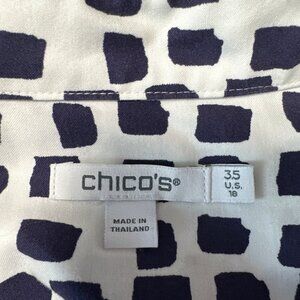 chico's®
3.5
U.S.
18
MADE IN
THAILAND